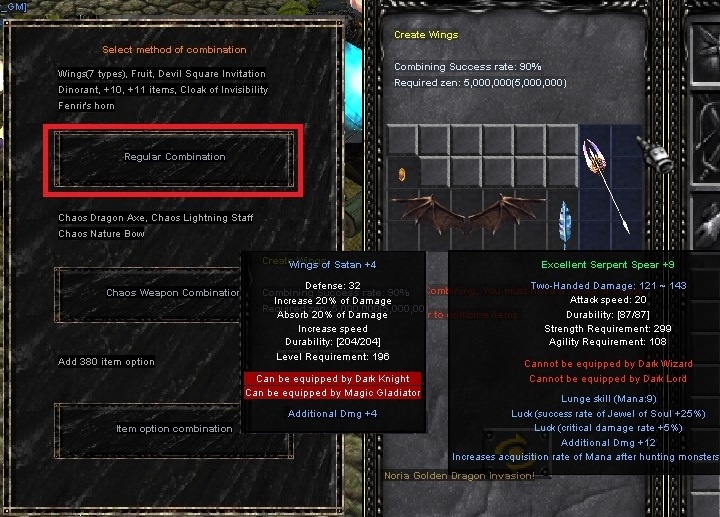 _GM]
Select method of combination
Wings(7 types), Fruit, Devil Square Invitation
Dinorant, +10, +11 items, Cloak of Invisibility
Fenrir's horn
Regular Combination
Chaos Dragon Axe, Chaos Lightning Staff
Chaos Nature Bow
Chaos Weapon Combination
Add 380 item option
Item option combination
Create Wings
Combining Success rate: 90%
Required zen: 5,000,000(5,000,000)
Wings of Satan +4
Defense: 32
Increase 20% of Damage
Absorb 20% of Damage
Increase speed
Durability: [204/204]
Level Requirement: 196
Can be equipped by Dark Knight
Can be equipped by Magic Gladiator
Additional Dmg +4
Excellent Serpent Spear +9
Two-Handed Damage: 121 ~ 143
Attack speed: 20
Durability: [87/87]
Strength Requirement: 299
Agility Requirement: 108
Cannot be equipped by Dark Wizard
Cannot be equipped by Dark Lord
Lunge skill (Mana:9)
Luck(success rate of Jewel of Soul +25%)
Luck(critical damage rate +5%)
Additional Dmg +12
Increases acquisition rate of Mana after hunting monsters
Noria Golden Dragon Invasion!